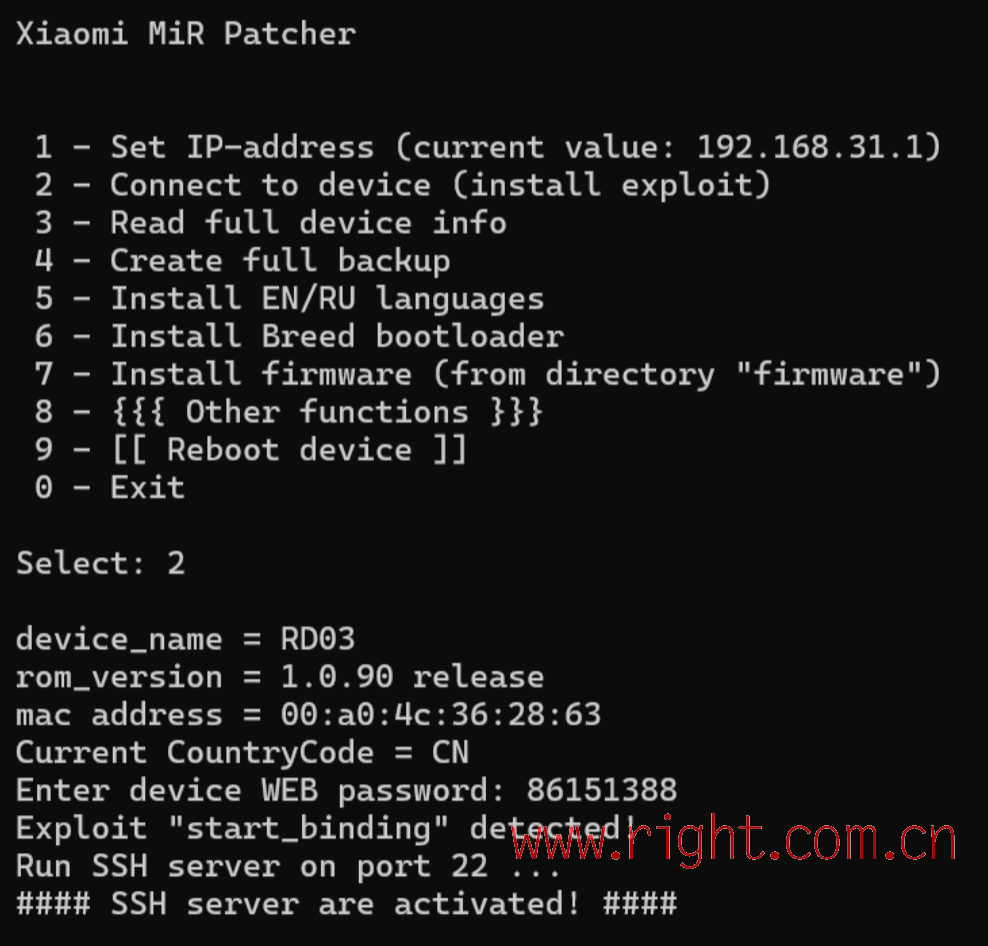 Xiaomi MiR Patcher
1 - Set IP-address (current value: 192.168.31.1)
2 - Connect to device (install exploit)
3 - Read full device info
4 - Create full backup
5 - Install EN/RU languages
6 - Install Breed bootloader
7 - Install firmware (from directory "firmware")
8 - {{{ Other functions }}}
9 - [[ Reboot device ]]
0 - Exit
Select: 2
device_name = RD03
rom_version = 1.0.90 release
mac address = 00:a0:4c:36:28:63
Current CountryCode = CN
Enter device WEB password: 86151388
Exploit "start_binding" detected!
www.right.com.cn
Run SSH server on port 22 ...
#### SSH server are activated! ####